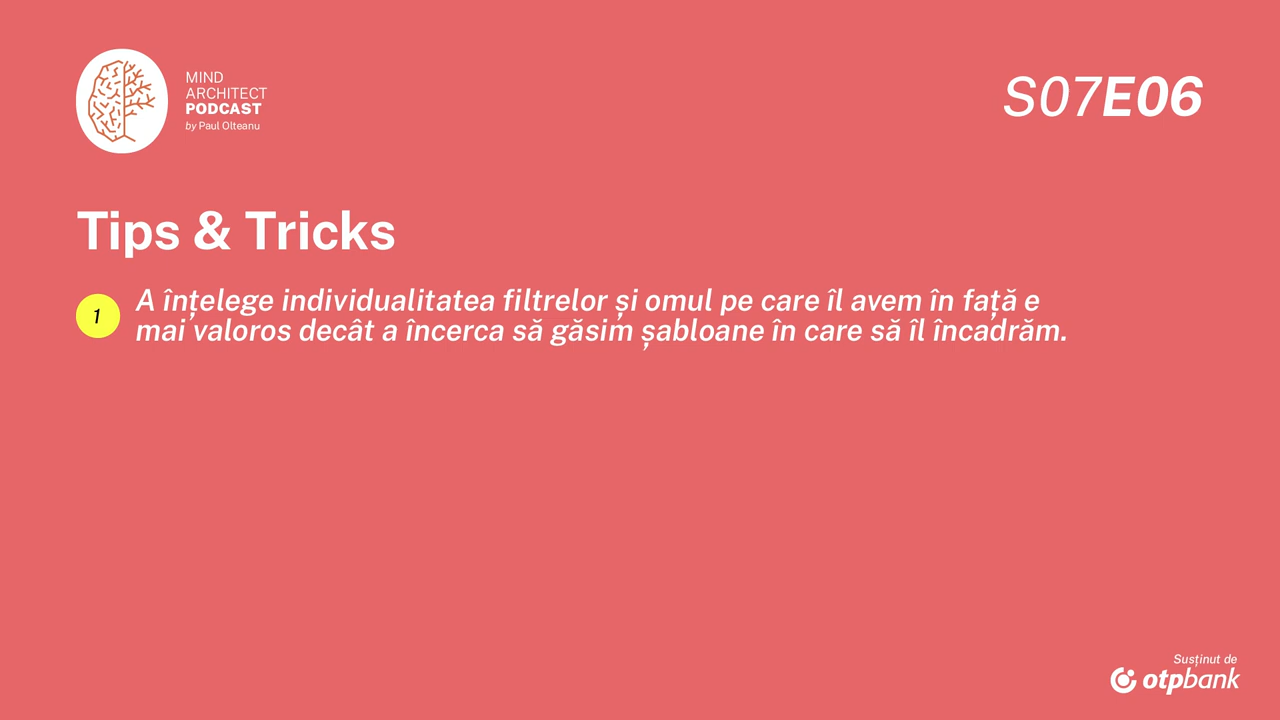 MIND
ARCHITECT
PODCAST
by Paul Olteanu
S07E06
Tips & Tricks
1
A înțelege individualitatea filtrelor și omul pe care îl avem în față e
mai valoros decât a încerca să găsim șabloane în care să îl încadrăm.
Susținut de
otpbank